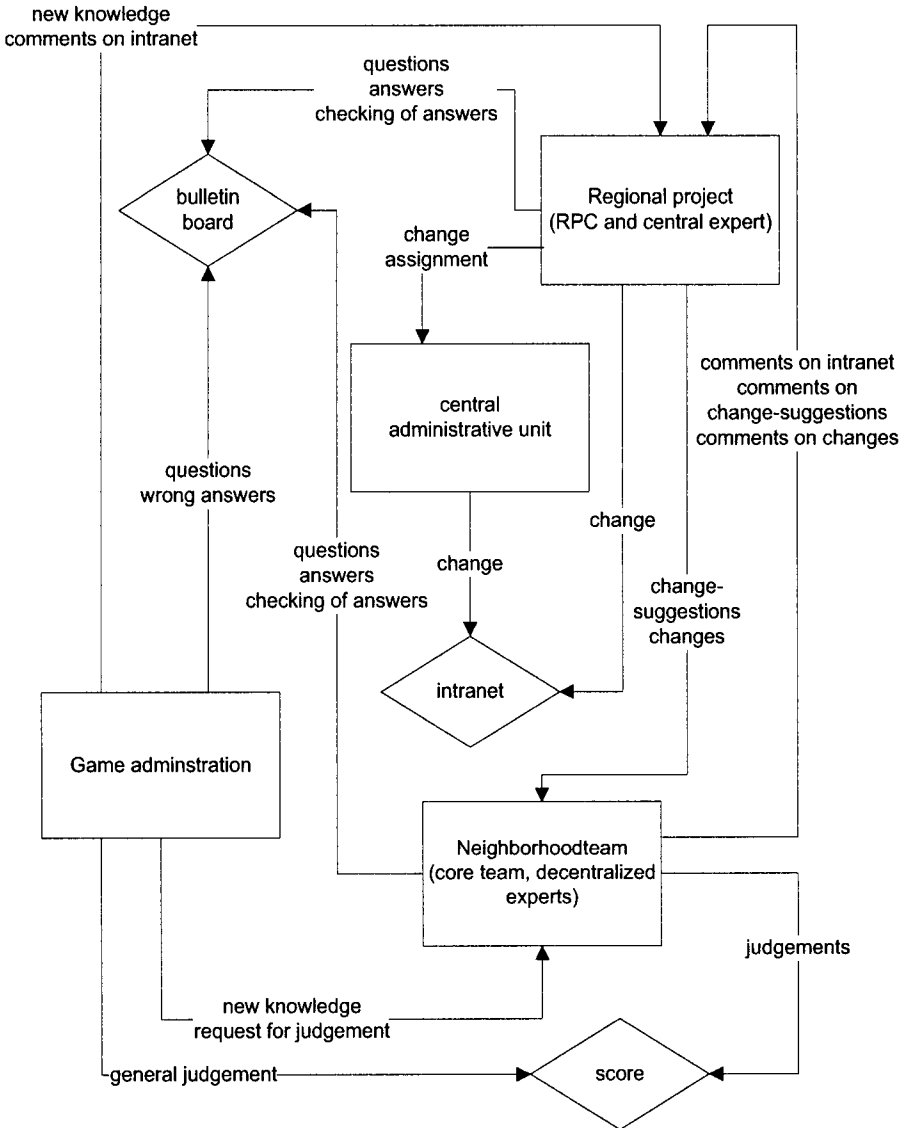 new knowledge
comments on intranet
questions
answers
checking of answers
Regional project
(RPC and central expert)
bulletin
board
change
assignment
central
administrative unit
comments on intranet
comments on
change-suggestions
comments on changes
questions
wrong answers
change
questions
answers
checking of answers
change
change-
suggestions
changes
intranet
Game adminstration
Neighborhoodteam
(core team, decentralized
experts)
judgements
new knowledge
request for judgement
general judgement
score